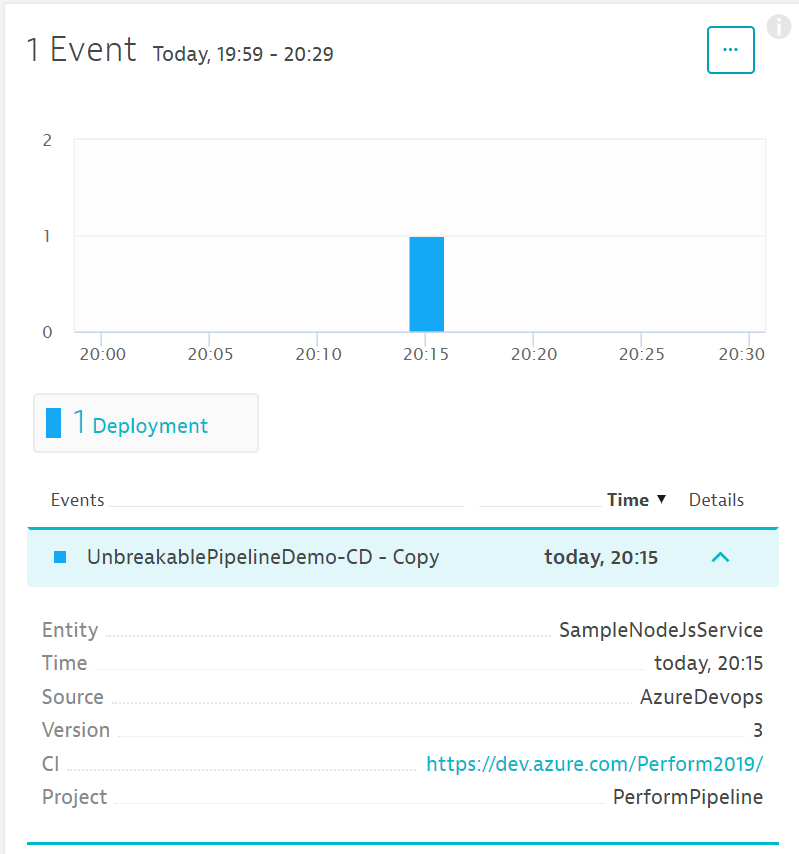 1 Event Today, 19:59 - 20:29
...
i
2
1
0
20:00 20:05 20:10 20:15 20:20 20:25 20:30
1 Deployment
Events Time ▼ Details
UnbreakablePipelineDemo-CD - Copy today, 20:15
Entity SampleNodeJsService
Time today, 20:15
Source AzureDevops
Version 3
CI https://dev.azure.com/Perform2019/
Project PerformPipeline